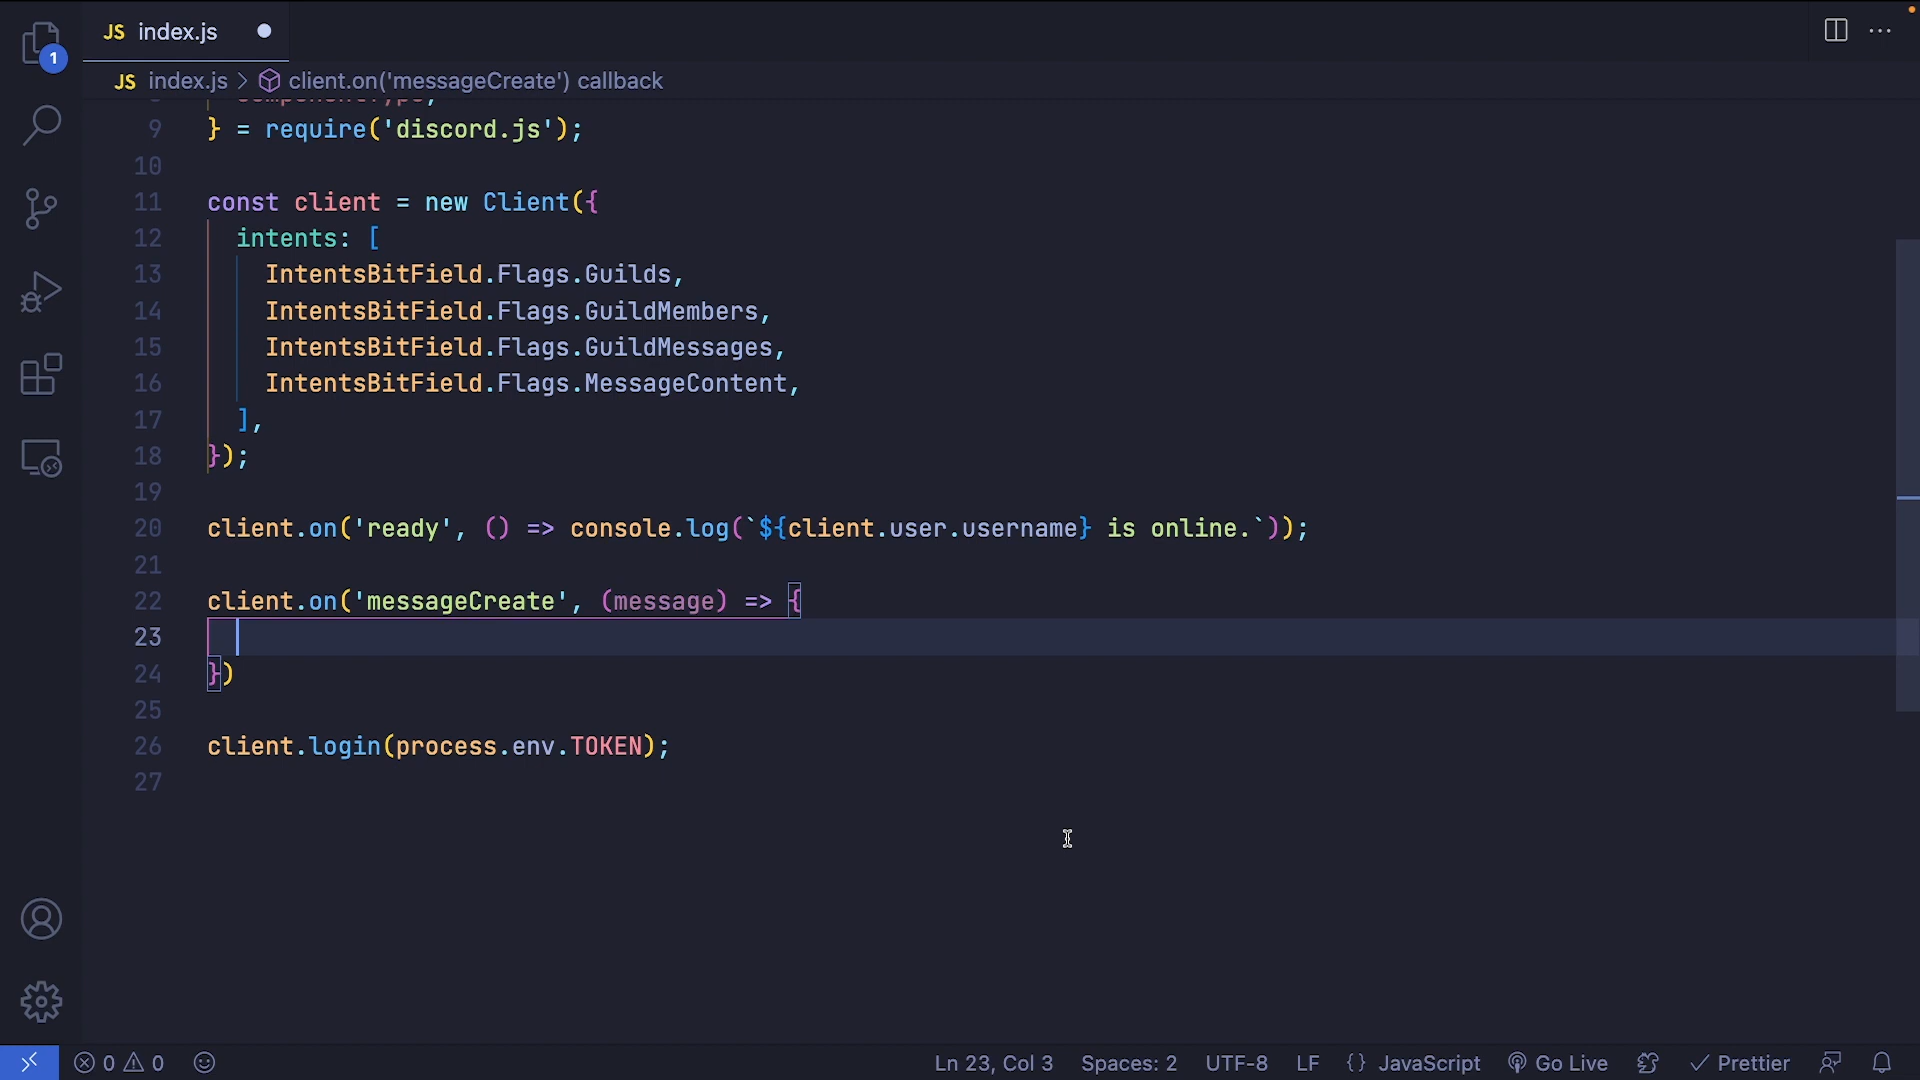 JS index.js
1
JS index.js > client.on('messageCreate') callback
9 } = require('discord.js');
10
11 const client = new Client({
12 intents: [
13 IntentsBitField.Flags.Guilds,
14 IntentsBitField.Flags.GuildMembers,
15 IntentsBitField.Flags.GuildMessages,
16 IntentsBitField.Flags.MessageContent,
17 ],
18 });
19
20 client.on('ready', () => console.log(`${client.user.username} is online.`));
21
22 client.on('messageCreate', (message) => {
23
24 })
25
26 client.login(process.env.TOKEN);
27
0 0 Ln 23, Col 3 Spaces: 2 UTF-8 LF {} JavaScript Go Live Prettier